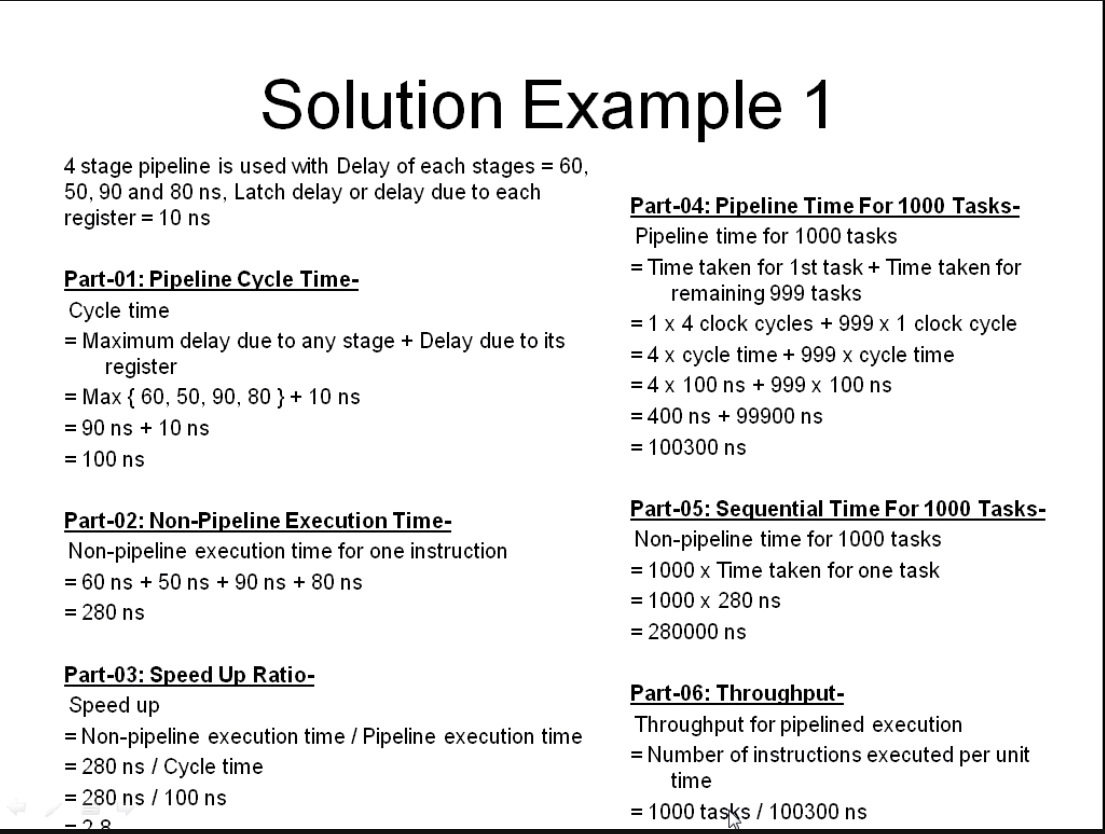 Solution Example 1
4 stage pipeline is used with Delay of each stages = 60,
50, 90 and 80 ns, Latch delay or delay due to each
register = 10 ns
Part-01: Pipeline Cycle Time-
Cycle time
= Maximum delay due to any stage + Delay due to its
register
= Max { 60, 50, 90, 80 } + 10 ns
= 90 ns + 10 ns
= 100 ns
Part-02: Non-Pipeline Execution Time-
Non-pipeline execution time for one instruction
= 60 ns + 50 ns + 90 ns + 80 ns
= 280 ns
Part-03: Speed Up Ratio-
Speed up
= Non-pipeline execution time / Pipeline execution time
= 280 ns / Cycle time
= 280 ns / 100 ns
= 2.8
Part-04: Pipeline Time For 1000 Tasks-
Pipeline time for 1000 tasks
= Time taken for 1st task + Time taken for
remaining 999 tasks
= 1 x 4 clock cycles + 999 x 1 clock cycle
= 4 x cycle time + 999 x cycle time
= 4 x 100 ns + 999 x 100 ns
= 400 ns + 99900 ns
= 100300 ns
Part-05: Sequential Time For 1000 Tasks-
Non-pipeline time for 1000 tasks
= 1000 x Time taken for one task
= 1000 x 280 ns
= 280000 ns
Part-06: Throughput-
Throughput for pipelined execution
= Number of instructions executed per unit
time
= 1000 tasks / 100300 ns